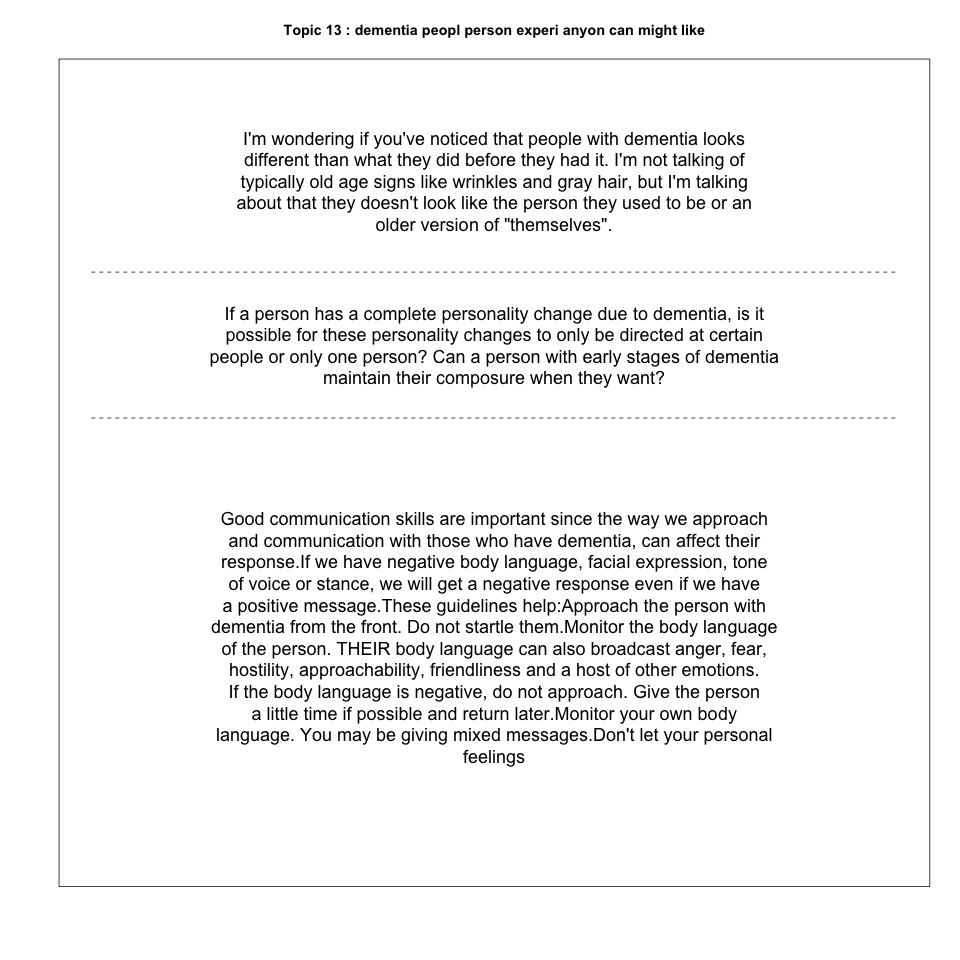 Topic 13 : dementia peopl person experi anyon can might like
I'm wondering if you've noticed that people with dementia looks
different than what they did before they had it. I'm not talking of
typically old age signs like wrinkles and gray hair, but I'm talking
about that they doesn't look like the person they used to be or an
older version of "themselves".
If a person has a complete personality change due to dementia, is it
possible for these personality changes to only be directed at certain
people or only one person? Can a person with early stages of dementia
maintain their composure when they want?
Good communication skills are important since the way we approach
and communication with those who have dementia, can affect their
response.If we have negative body language, facial expression, tone
of voice or stance, we will get a negative response even if we have
a positive message.These guidelines help:Approach the person with
dementia from the front. Do not startle them.Monitor the body language
of the person. THEIR body language can also broadcast anger, fear,
hostility, approachability, friendliness and a host of other emotions.
If the body language is negative, do not approach. Give the person
a little time if possible and return later.Monitor your own body
language. You may be giving mixed messages.Don't let your personal
feelings